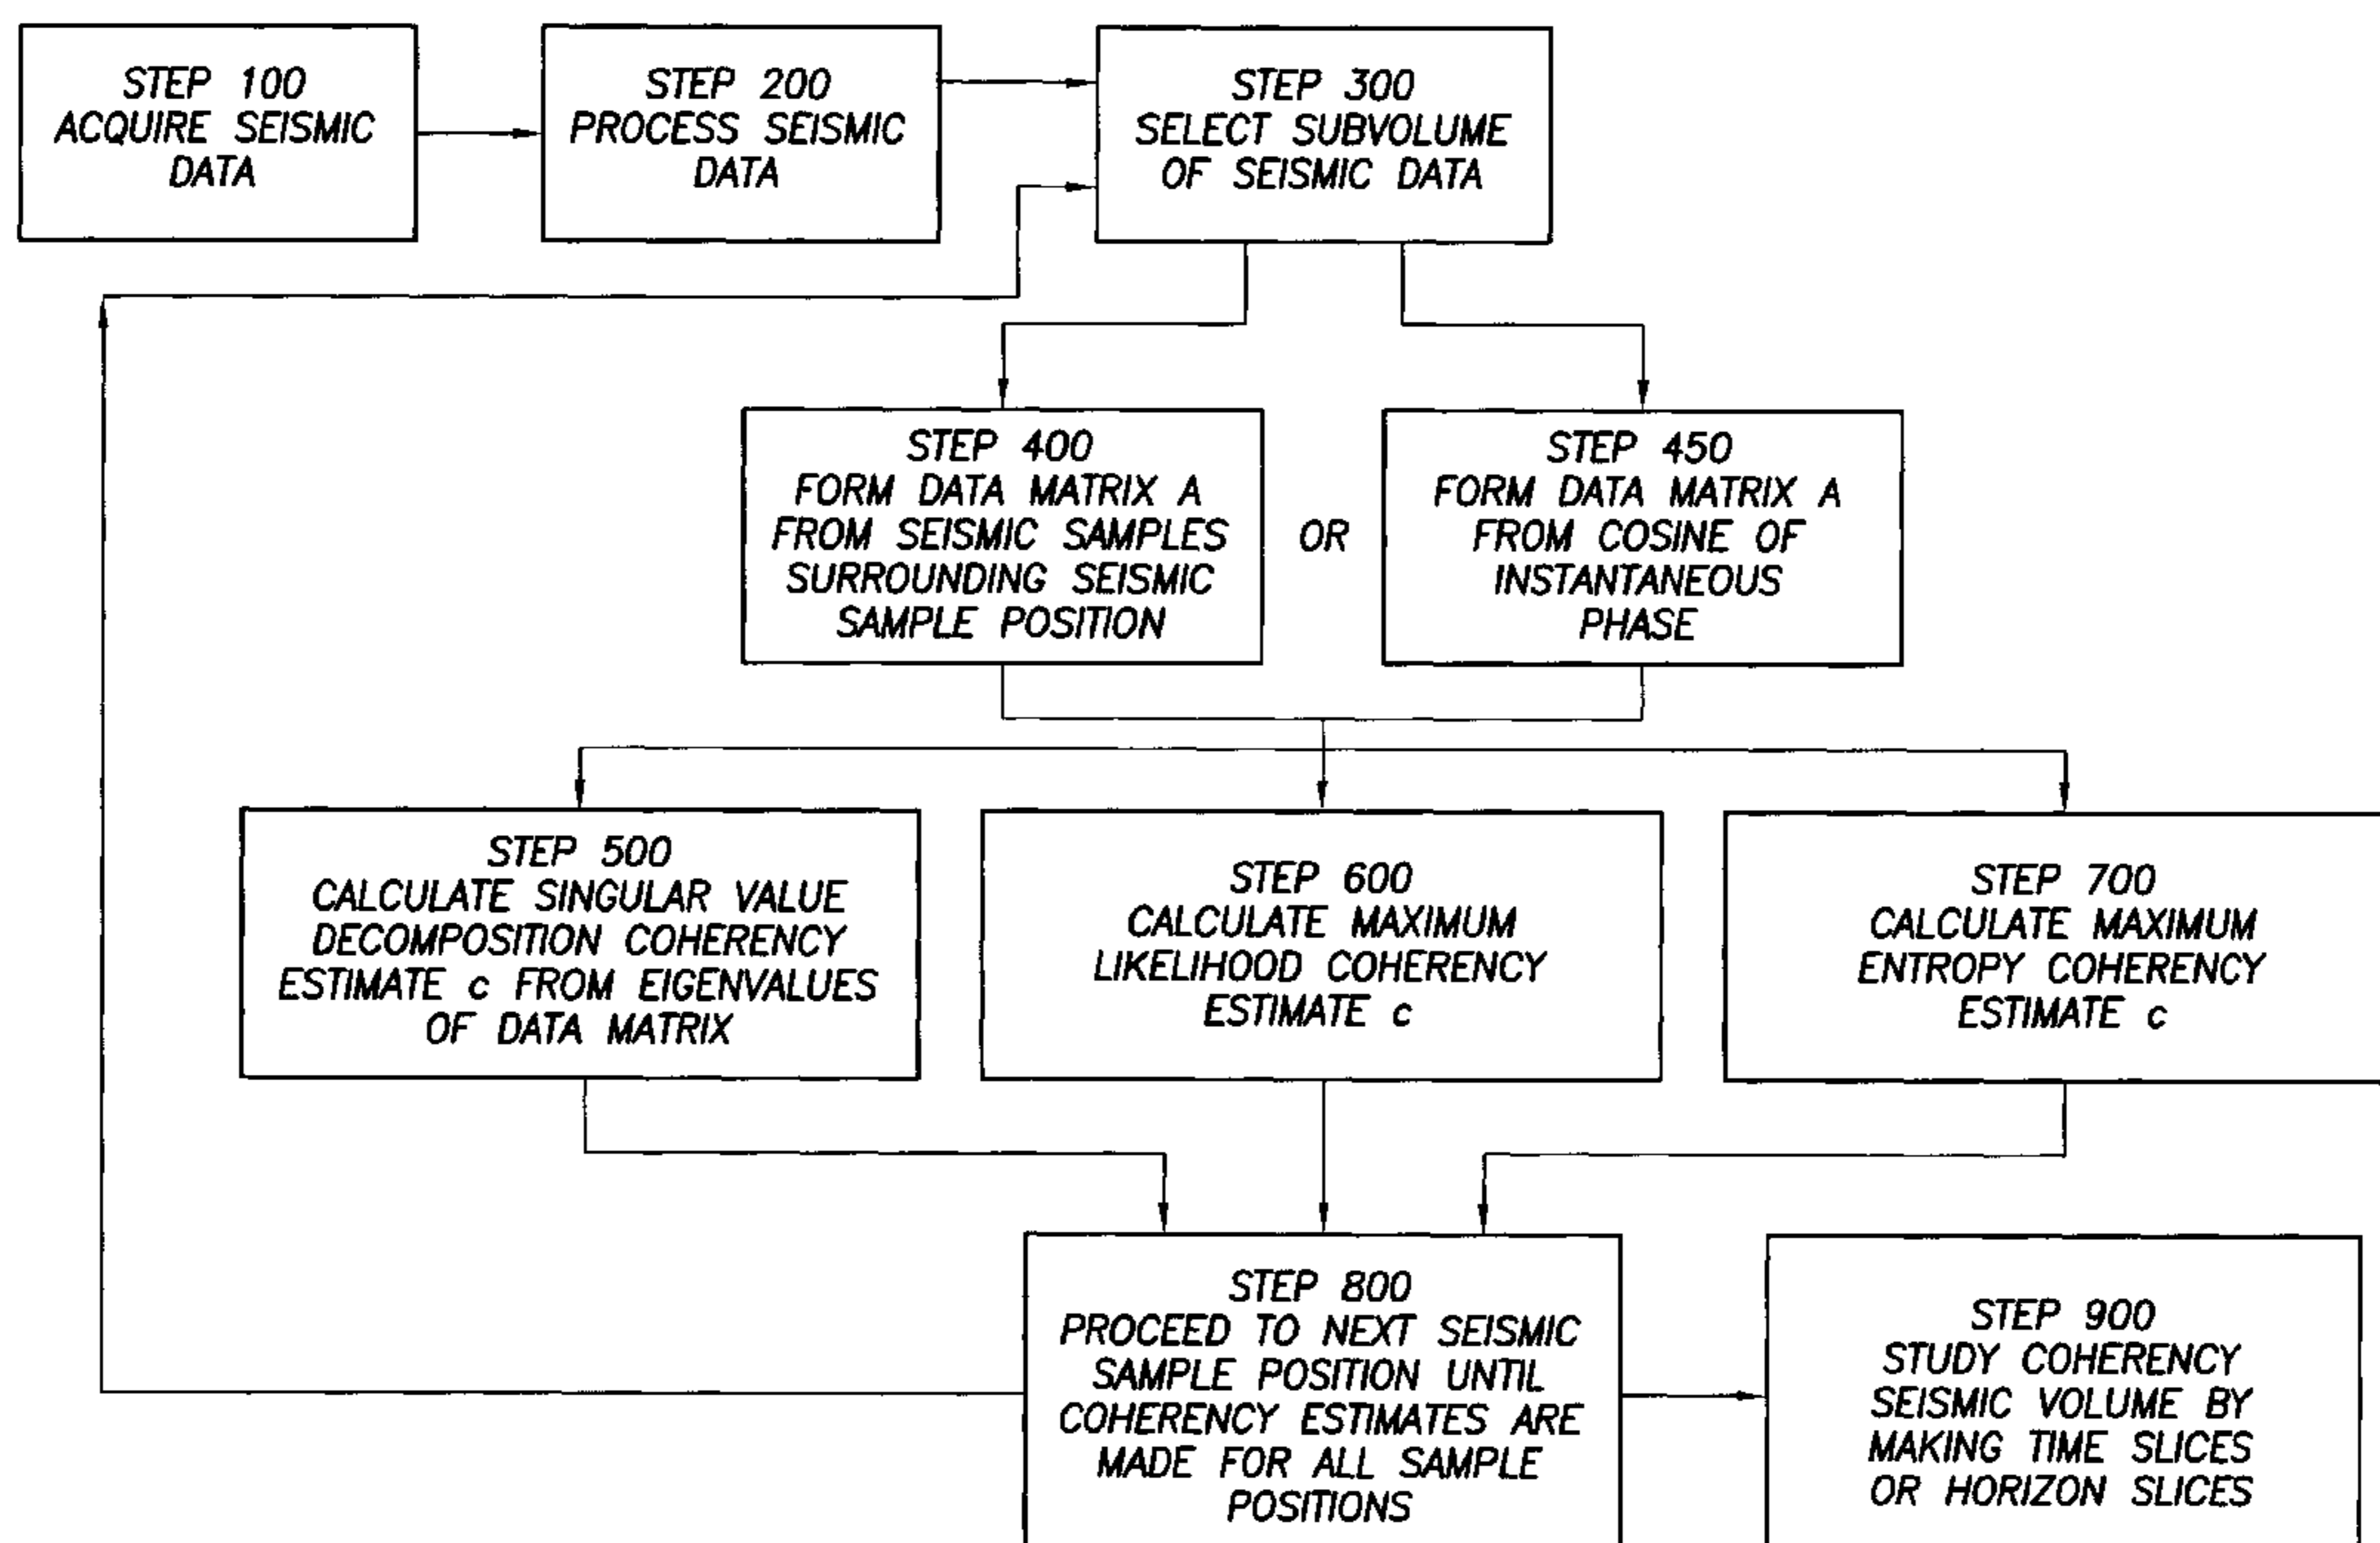 STEP 100
ACQUIRE SEISMIC
DATA
STEP 200
PROCESS SEISMIC
DATA
STEP 300
SELECT SUBVOLUME
OF SEISMIC DATA
STEP 400
FORM DATA MATRIX A
FROM SEISMIC SAMPLES
SURROUNDING SEISMIC
SAMPLE POSITION
OR
STEP 450
FORM DATA MATRIX A
FROM COSINE OF
INSTANTANEOUS
PHASE
STEP 500
CALCULATE SINGULAR VALUE
DECOMPOSITION COHERENCY
ESTIMATE c FROM EIGENVALUES
OF DATA MATRIX
STEP 600
CALCULATE MAXIMUM
LIKELIHOOD COHERENCY
ESTIMATE c
STEP 700
CALCULATE MAXIMUM
ENTROPY COHERENCY
ESTIMATE c
STEP 800
PROCEED TO NEXT SEISMIC
SAMPLE POSITION UNTIL
COHERENCY ESTIMATES ARE
MADE FOR ALL SAMPLE
POSITIONS
STEP 900
STUDY COHERENCY
SEISMIC VOLUME BY
MAKING TIME SLICES
OR HORIZON SLICES